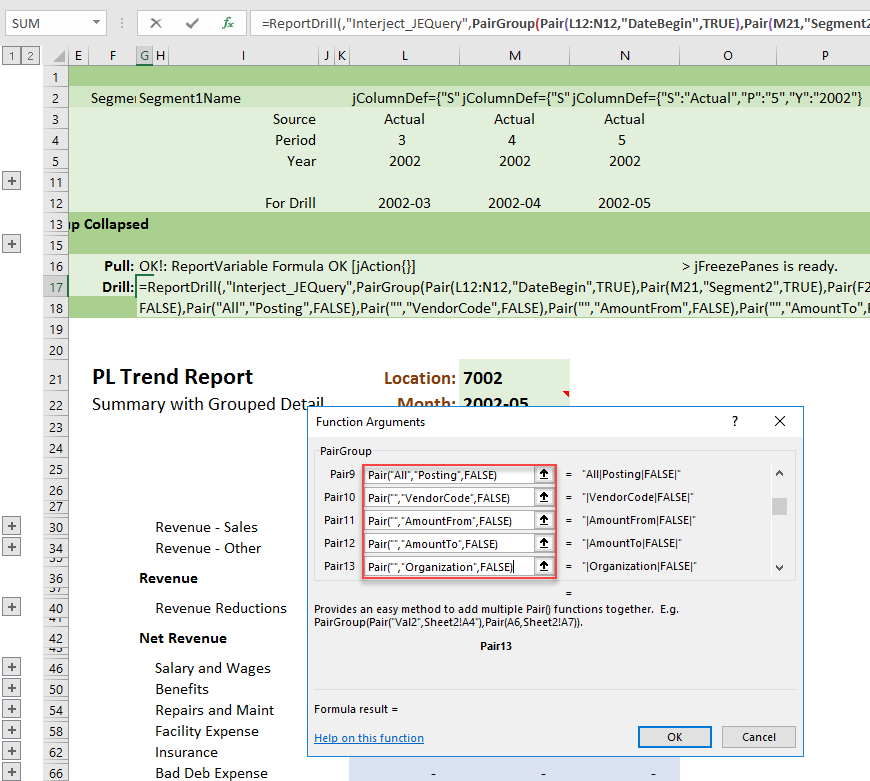 SUM
=ReportDrill(,"Interject_JEQuery",PairGroup(Pair(L12:N12,"DateBegin",TRUE),Pair(M21,"Segment2
1 2 E F G H I J K L M N O P
1
2 Segme Segment1Name jColumnDef={"S" jColumnDef={"S" jColumnDef={"S":"Actual","P":"5","Y":"2002"}
3 Source Actual Actual Actual
4 Period 3 4 5
5 Year 2002 2002 2002
11
12 For Drill 2002-03 2002-04 2002-05
13 up Collapsed
15
16 Pull: OK!: ReportVariable Formula OK [jAction{}] > jFreezePanes is ready.
17 Drill: =ReportDrill(,"Interject_JEQuery",PairGroup(Pair(L12:N12,"DateBegin",TRUE),Pair(M21,"Segment2",TRUE),Pair(F2
18 FALSE),Pair("All","Posting",FALSE),Pair("","VendorCode",FALSE),Pair("","AmountFrom",FALSE),Pair("","AmountTo",F
19
20
21 PL Trend Report Location: 7002
22 Summary with Grouped Detail Month: 2002-05
23
24
25
26
27
30 Revenue - Sales
34 Revenue - Other
35
36 Revenue
37
40 Revenue Reductions
41
42 Net Revenue
43
46 Salary and Wages
50 Benefits
54 Repairs and Maint
58 Facility Expense
62 Insurance
66 Bad Deb Expense - - -
Function Arguments ?
PairGroup
Pair9 Pair("All","Posting",FALSE) = "All|Posting|FALSE|"
Pair10 Pair("","VendorCode",FALSE) = "|VendorCode|FALSE|"
Pair11 Pair("","AmountFrom",FALSE) = "|AmountFrom|FALSE|"
Pair12 Pair("","AmountTo",FALSE) = "|AmountTo|FALSE|"
Pair13 Pair("","Organization",FALSE) = "|Organization|FALSE|"
=
Provides an easy method to add multiple Pair() functions together. E.g.
PairGroup(Pair("Val2",Sheet2!A4"),Pair(A6,Sheet2!A7)).
Pair13
Formula result =
Help on this function OK Cancel